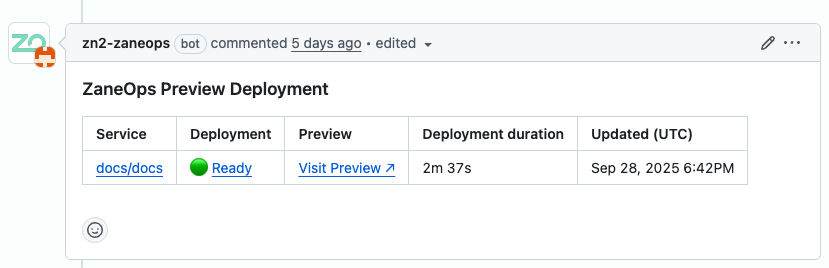 ZO
zn2-zaneops bot commented 5 days ago • edited
ZaneOps Preview Deployment
Service Deployment Preview Deployment duration Updated (UTC)
docs/docs Ready Visit Preview ↗ 2m 37s Sep 28, 2025 6:42PM